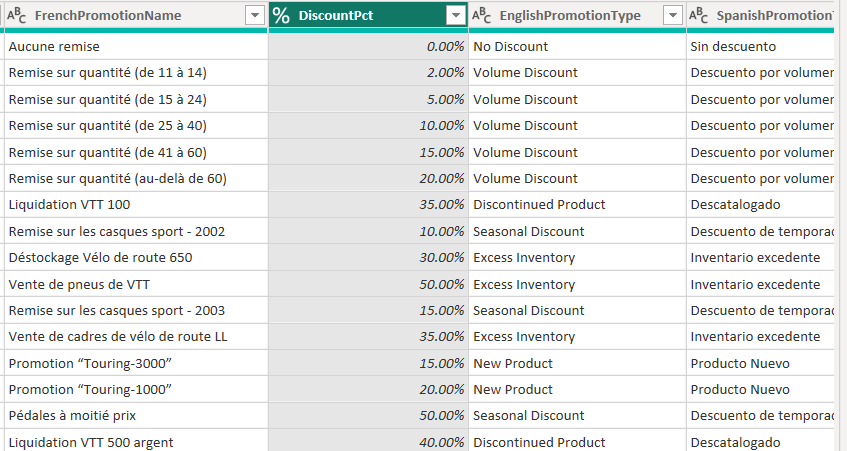 ABC FrenchPromotionName % DiscountPct ABC EnglishPromotionType ABC SpanishPromotion
Aucune remise 0.00% No Discount Sin descuento
Remise sur quantité (de 11 à 14) 2.00% Volume Discount Descuento por volumen
Remise sur quantité (de 15 à 24) 5.00% Volume Discount Descuento por volumen
Remise sur quantité (de 25 à 40) 10.00% Volume Discount Descuento por volumen
Remise sur quantité (de 41 à 60) 15.00% Volume Discount Descuento por volumen
Remise sur quantité (au-delà de 60) 20.00% Volume Discount Descuento por volumen
Liquidation VTT 100 35.00% Discontinued Product Descatalogado
Remise sur les casques sport - 2002 10.00% Seasonal Discount Descuento de temporad
Déstockage Vélo de route 650 30.00% Excess Inventory Inventario excedente
Vente de pneus de VTT 50.00% Excess Inventory Inventario excedente
Remise sur les casques sport - 2003 15.00% Seasonal Discount Descuento de temporad
Vente de cadres de vélo de route LL 35.00% Excess Inventory Inventario excedente
Promotion “Touring-3000” 15.00% New Product Producto Nuevo
Promotion “Touring-1000” 20.00% New Product Producto Nuevo
Pédales à moitié prix 50.00% Seasonal Discount Descuento de temporad
Liquidation VTT 500 argent 40.00% Discontinued Product Descatalogado